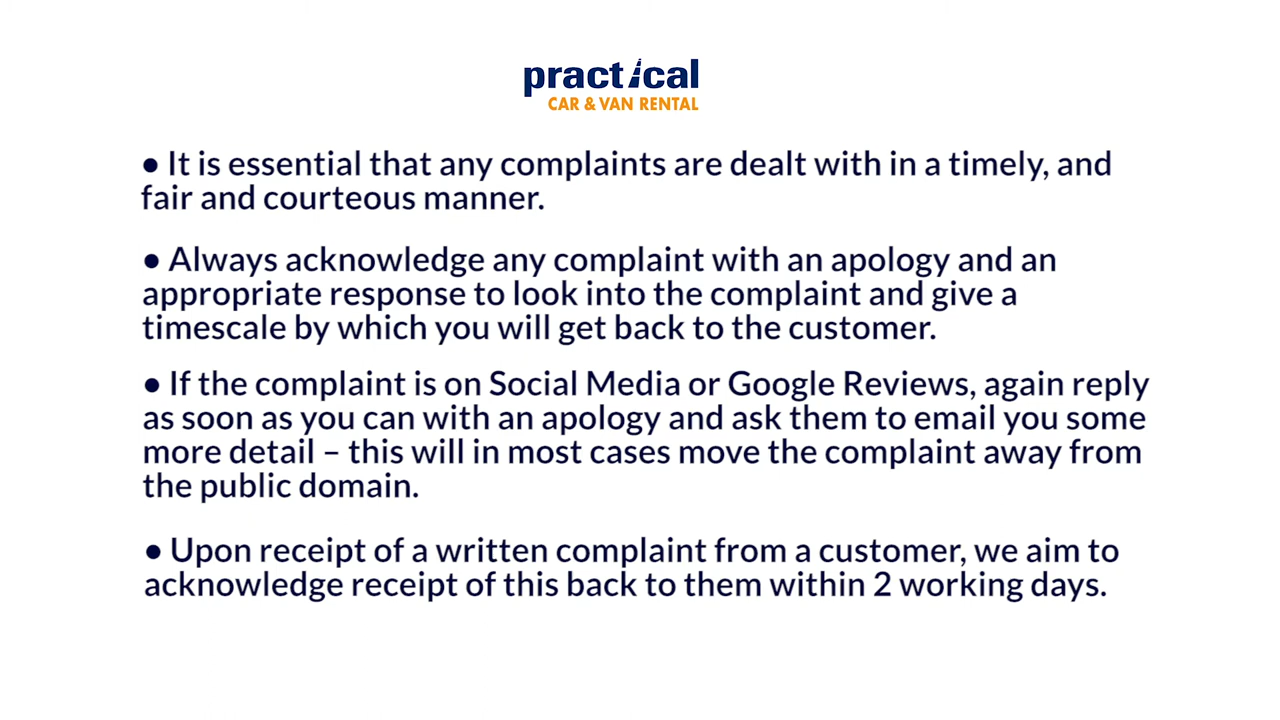 practical
CAR & VAN RENTAL
● It is essential that any complaints are dealt with in a timely, and
fair and courteous manner.
● Always acknowledge any complaint with an apology and an
appropriate response to look into the complaint and give a
timescale by which you will get back to the customer.
● If the complaint is on Social Media or Google Reviews, again reply
as soon as you can with an apology and ask them to email you some
more detail – this will in most cases move the complaint away from
the public domain.
● Upon receipt of a written complaint from a customer, we aim to
acknowledge receipt of this back to them within 2 working days.